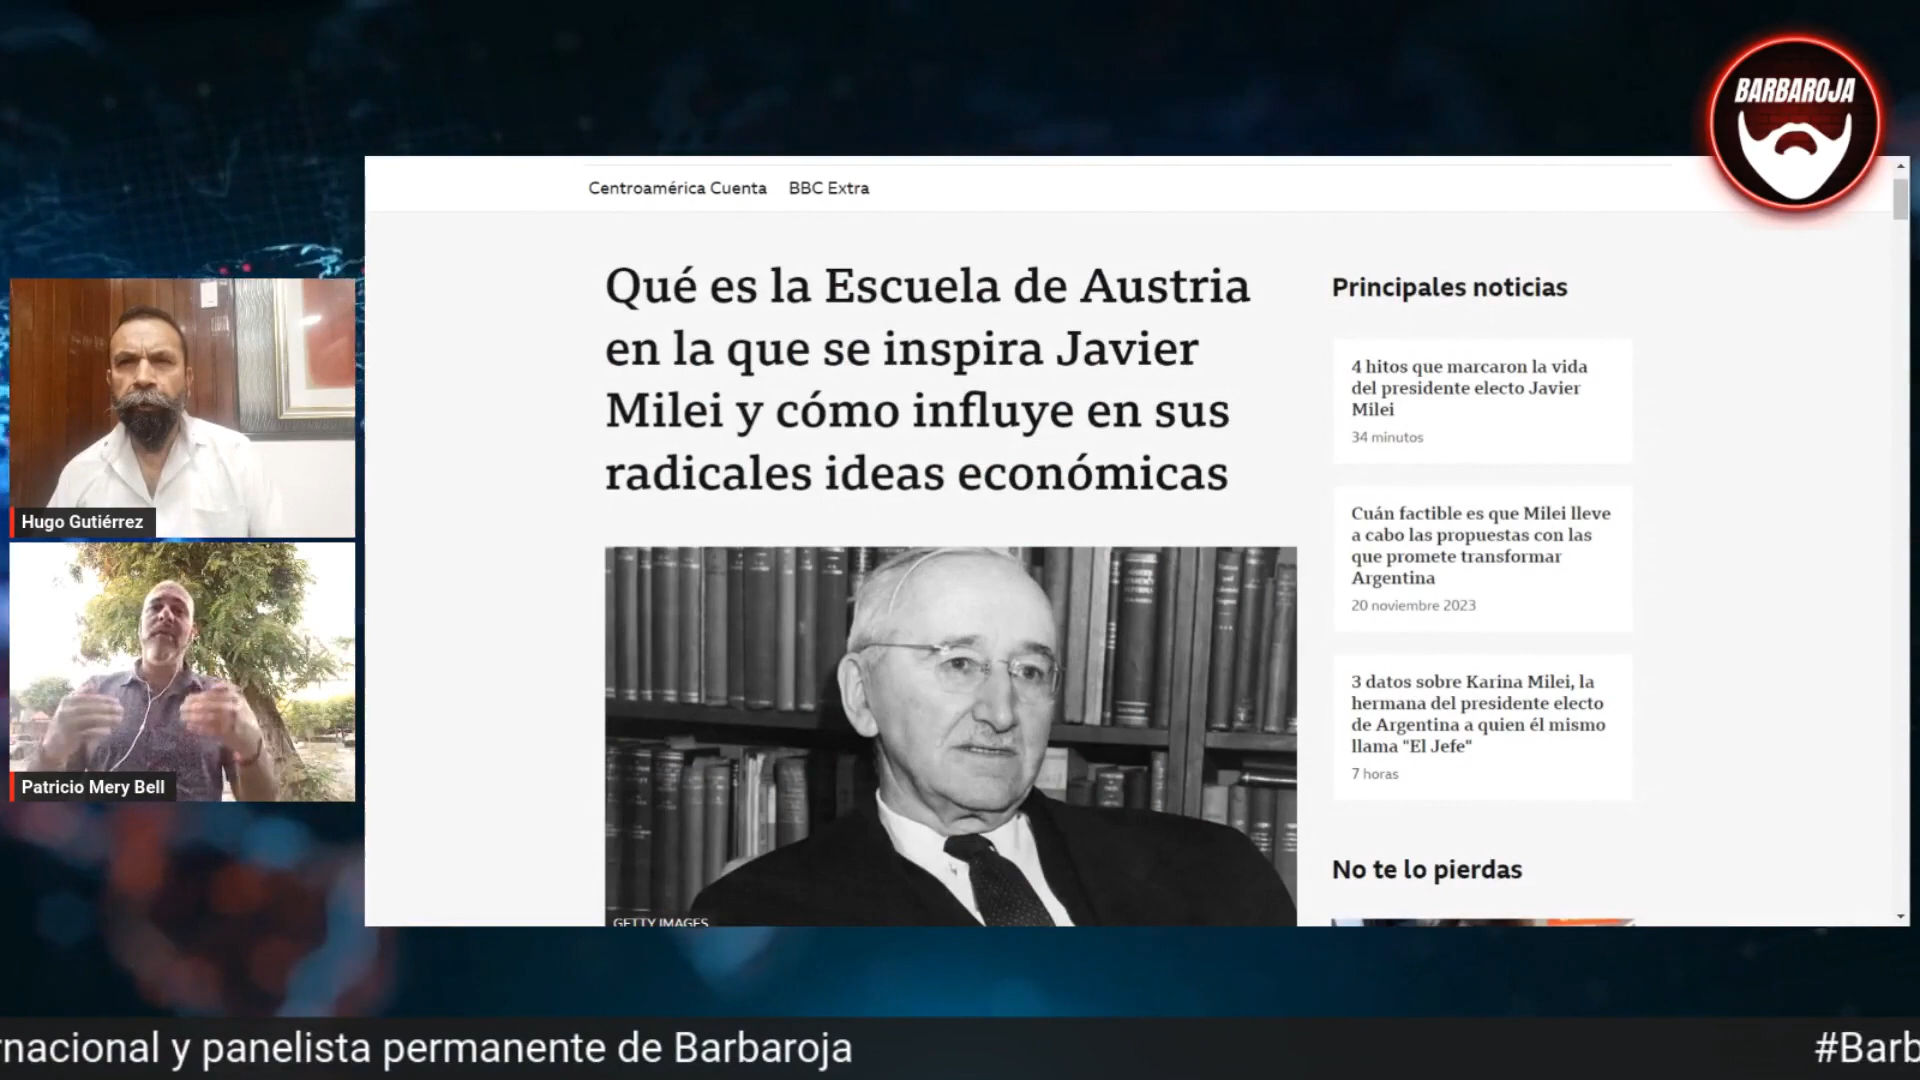 BARBAROJA
Centroamérica Cuenta
BBC Extra
Qué es la Escuela de Austria
en la que se inspira Javier
Milei y cómo influye en sus
radicales ideas económicas
GETTY IMAGES
Principales noticias
4 hitos que marcaron la vida
del presidente electo Javier
Milei
34 minutos
Cuán factible es que Milei lleve
a cabo las propuestas con las
que promete transformar
Argentina
20 noviembre 2023
3 datos sobre Karina Milei, la
hermana del presidente electo
de Argentina a quien él mismo
llama "El Jefe"
7 horas
No te lo pierdas
Hugo Gutiérrez
Patricio Mery Bell
rnacional y panelista permanente de Barbaroja
#Barb